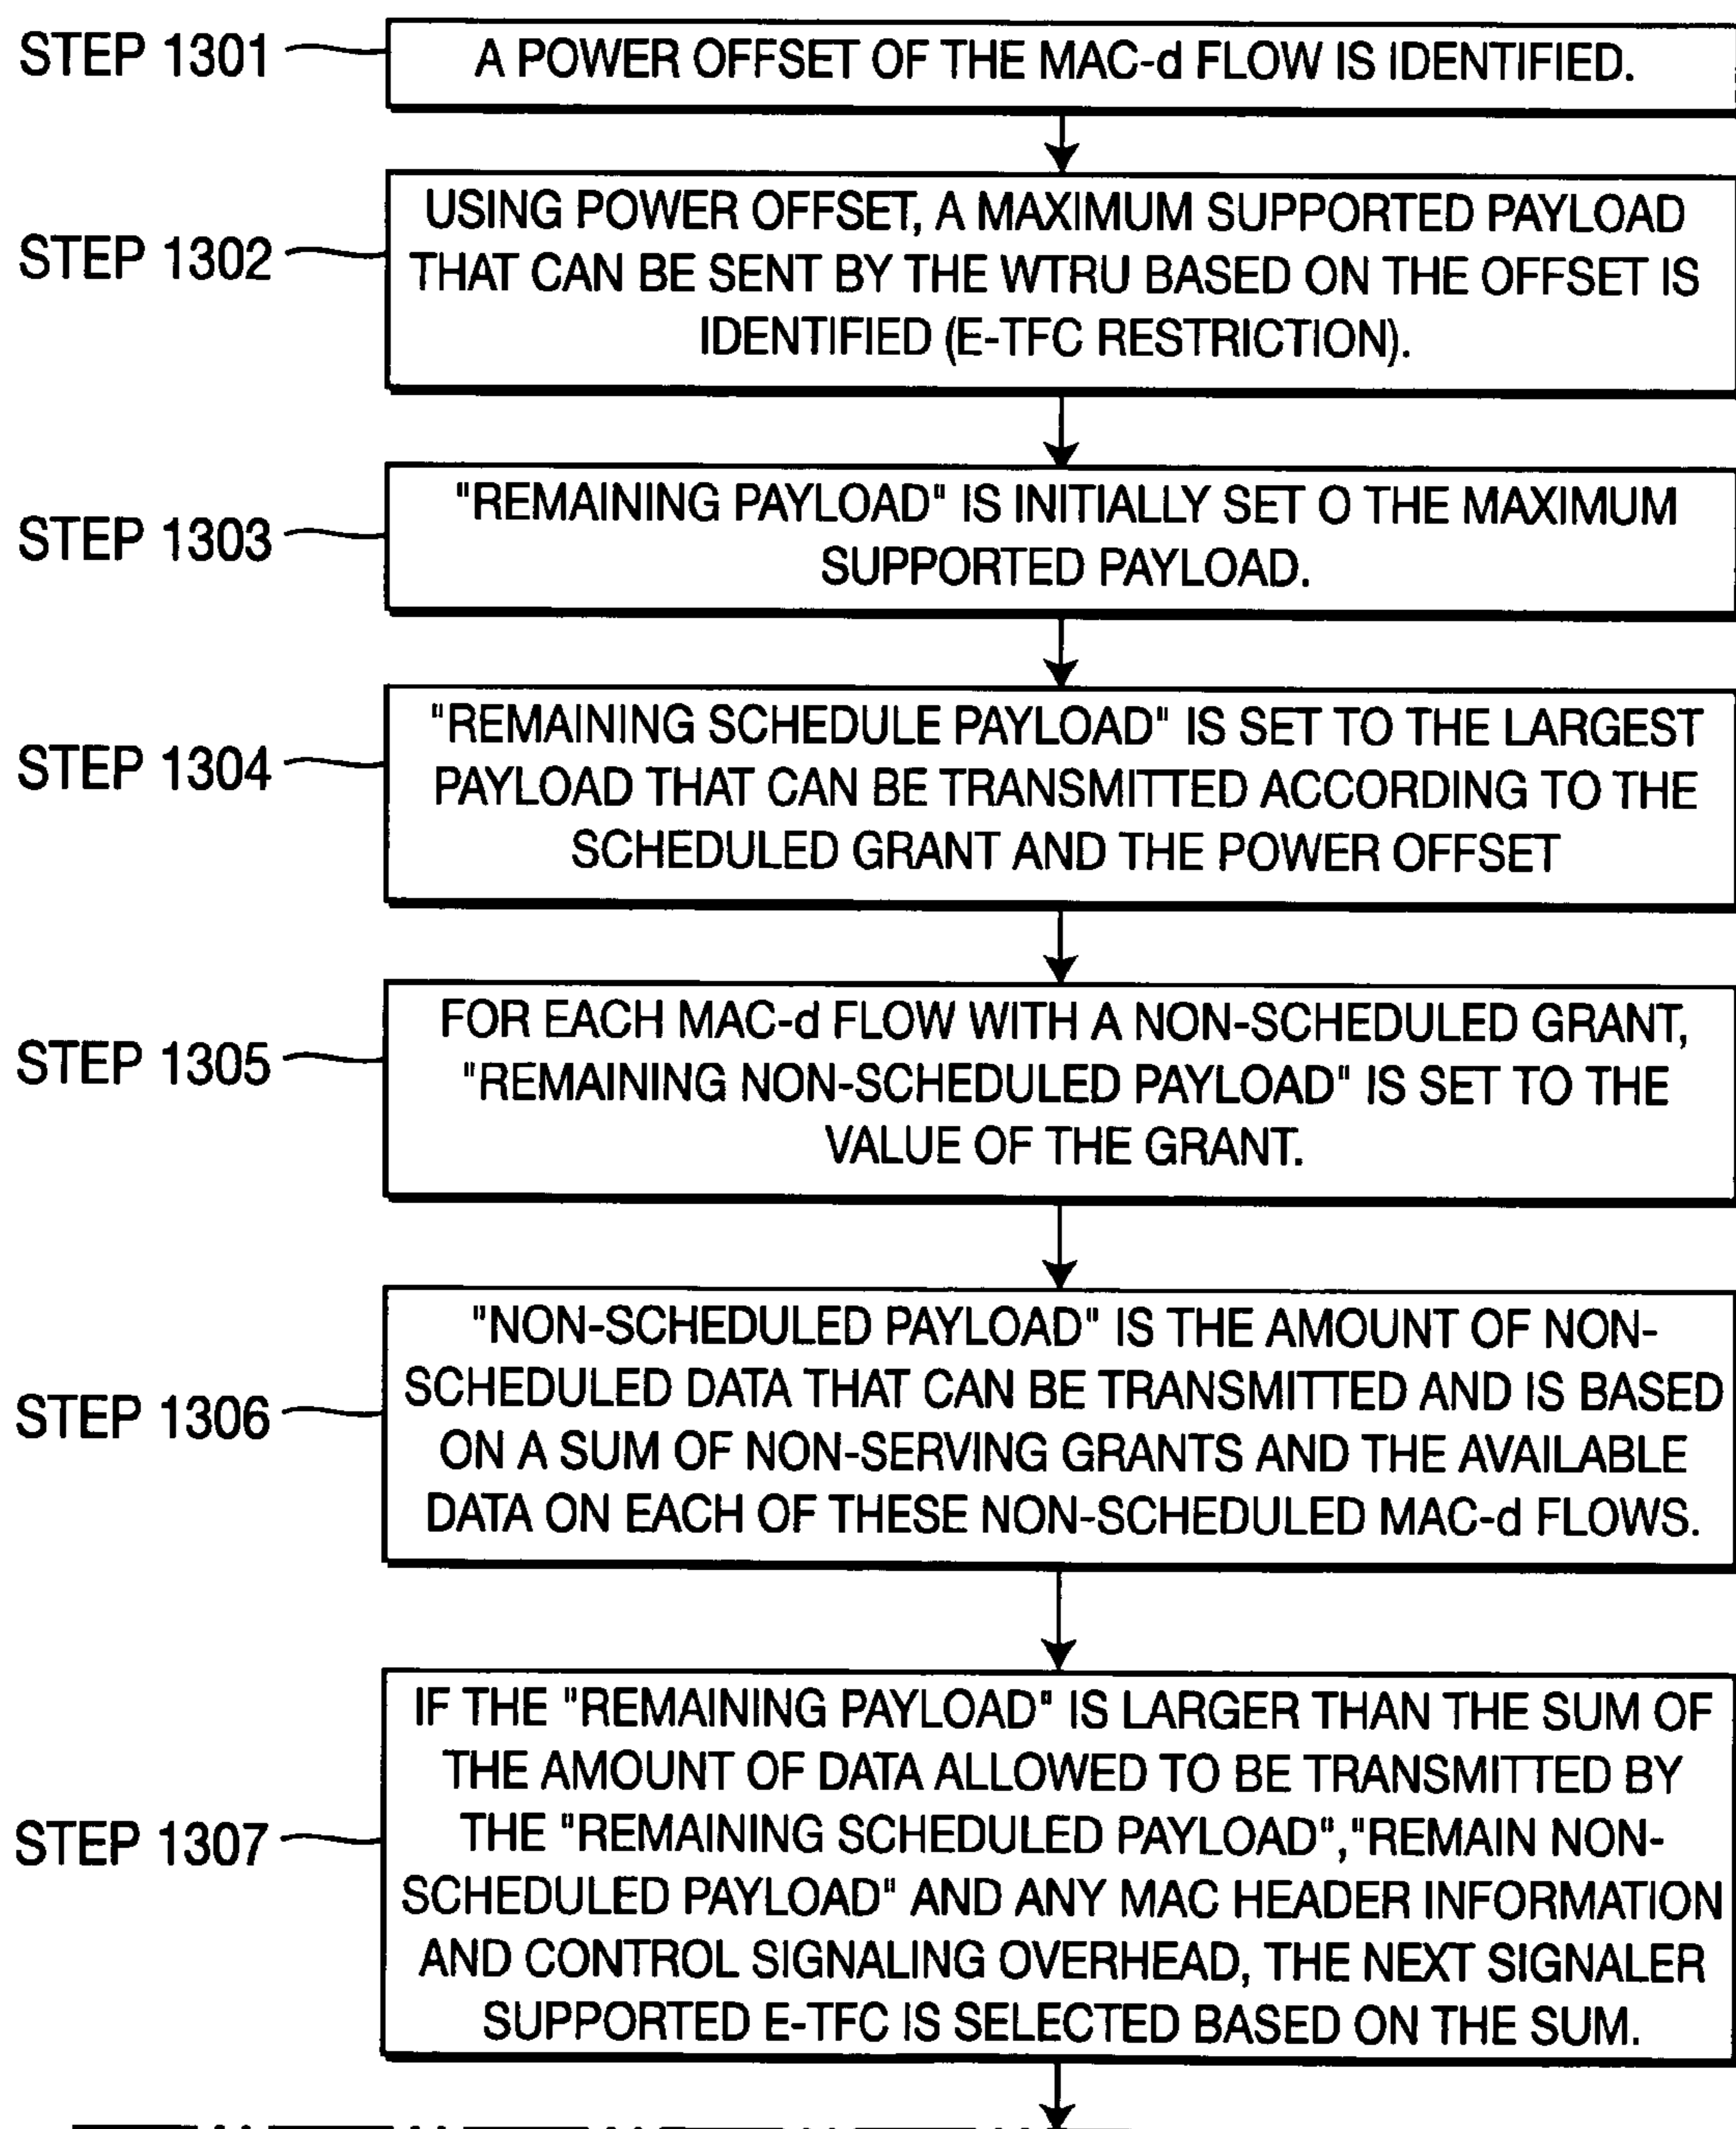 STEP 1301
A POWER OFFSET OF THE MAC-d FLOW IS IDENTIFIED.
STEP 1302
USING POWER OFFSET, A MAXIMUM SUPPORTED PAYLOAD
THAT CAN BE SENT BY THE WTRU BASED ON THE OFFSET IS
IDENTIFIED (E-TFC RESTRICTION).
STEP 1303
"REMAINING PAYLOAD" IS INITIALLY SET O THE MAXIMUM
SUPPORTED PAYLOAD.
STEP 1304
"REMAINING SCHEDULE PAYLOAD" IS SET TO THE LARGEST
PAYLOAD THAT CAN BE TRANSMITTED ACCORDING TO THE
SCHEDULED GRANT AND THE POWER OFFSET
STEP 1305
FOR EACH MAC-d FLOW WITH A NON-SCHEDULED GRANT,
"REMAINING NON-SCHEDULED PAYLOAD" IS SET TO THE
VALUE OF THE GRANT.
STEP 1306
"NON-SCHEDULED PAYLOAD" IS THE AMOUNT OF NON-
SCHEDULED DATA THAT CAN BE TRANSMITTED AND IS BASED
ON A SUM OF NON-SERVING GRANTS AND THE AVAILABLE
DATA ON EACH OF THESE NON-SCHEDULED MAC-d FLOWS.
STEP 1307
IF THE "REMAINING PAYLOAD" IS LARGER THAN THE SUM OF
THE AMOUNT OF DATA ALLOWED TO BE TRANSMITTED BY
THE "REMAINING SCHEDULED PAYLOAD","REMAIN NON-
SCHEDULED PAYLOAD" AND ANY MAC HEADER INFORMATION
AND CONTROL SIGNALING OVERHEAD, THE NEXT SIGNALER
SUPPORTED E-TFC IS SELECTED BASED ON THE SUM.